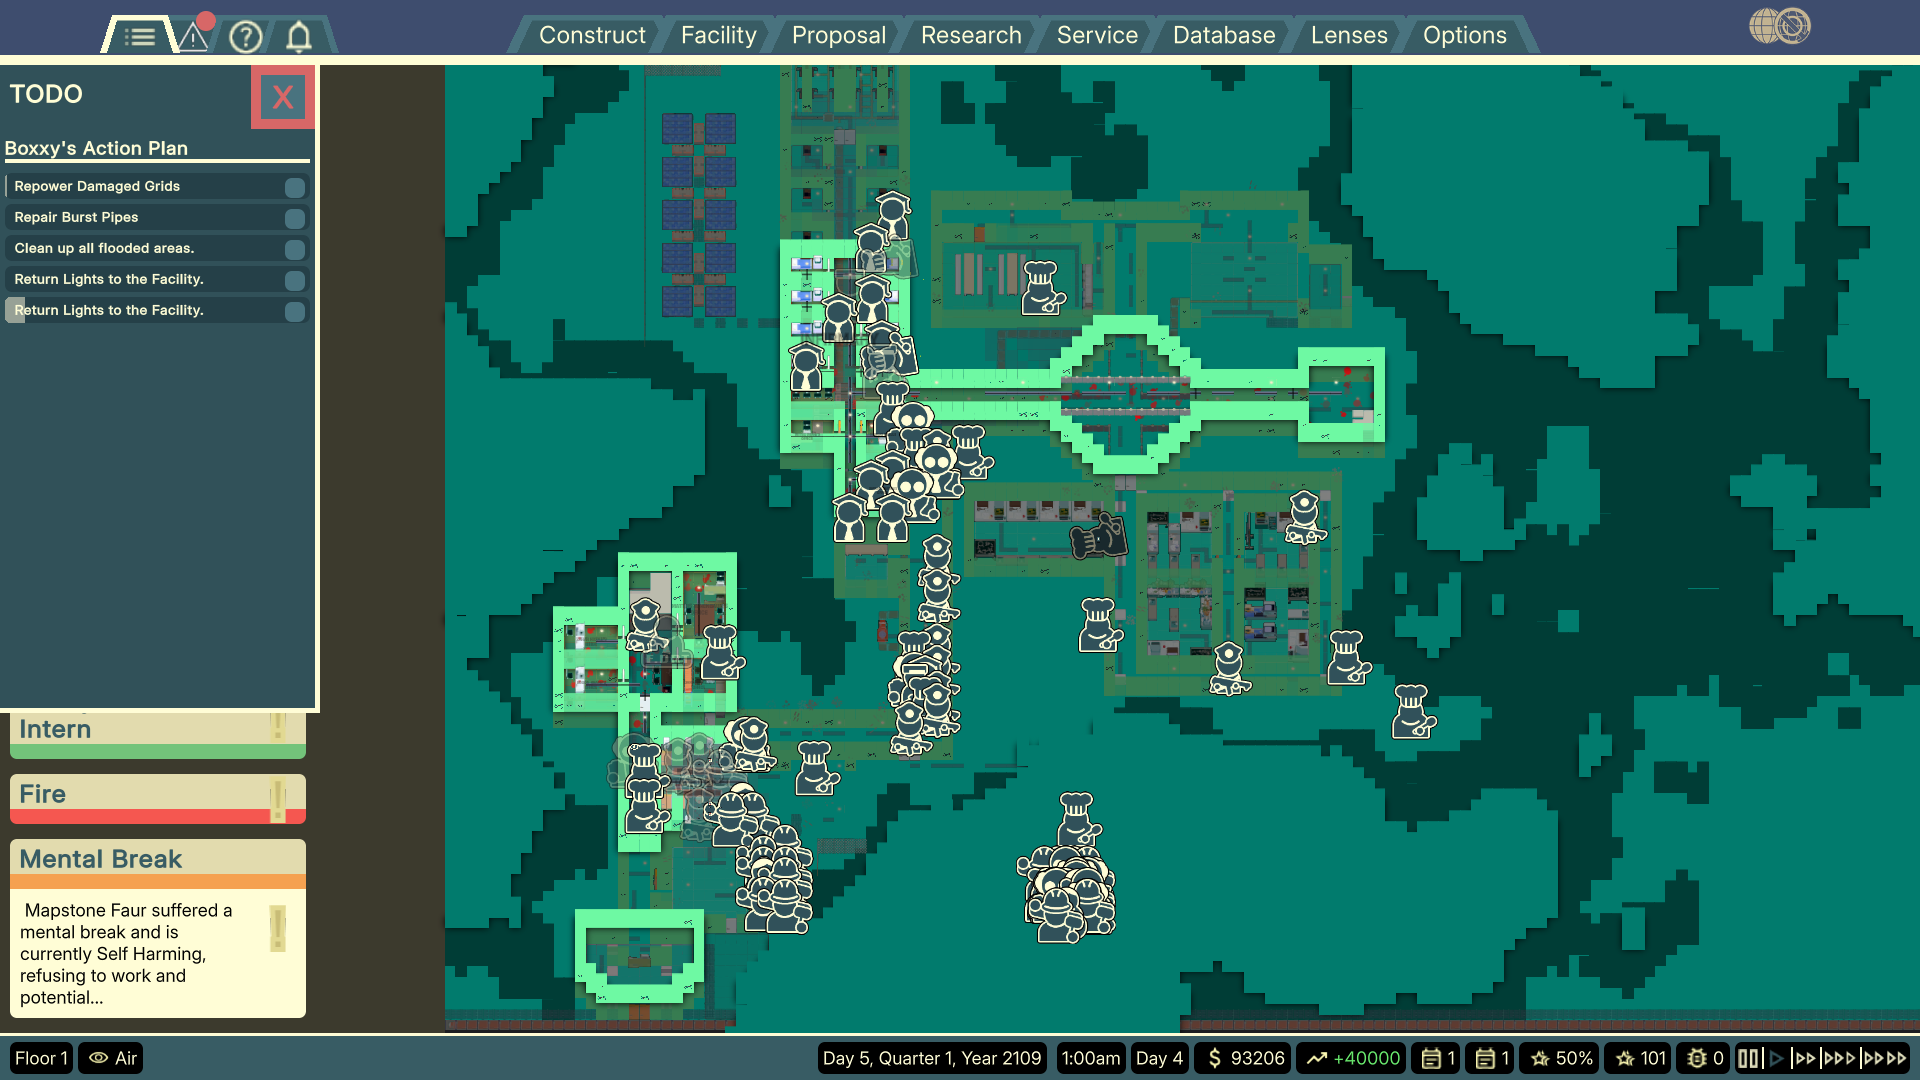 Construct
Facility
Proposal
Research
Service
Database
Lenses
Options
TODO
X
Boxxy's Action Plan
Repower Damaged Grids
Repair Burst Pipes
Clean up all flooded areas.
Return Lights to the Facility.
Return Lights to the Facility.
Intern
Fire
Mental Break
Mapstone Faur suffered a
mental break and is
currently Self Harming,
refusing to work and
potential...
Floor 1
Air
Day 5, Quarter 1, Year 2109
1:00am
Day 4
$ 93206
+40000
1
1
50%
101
0